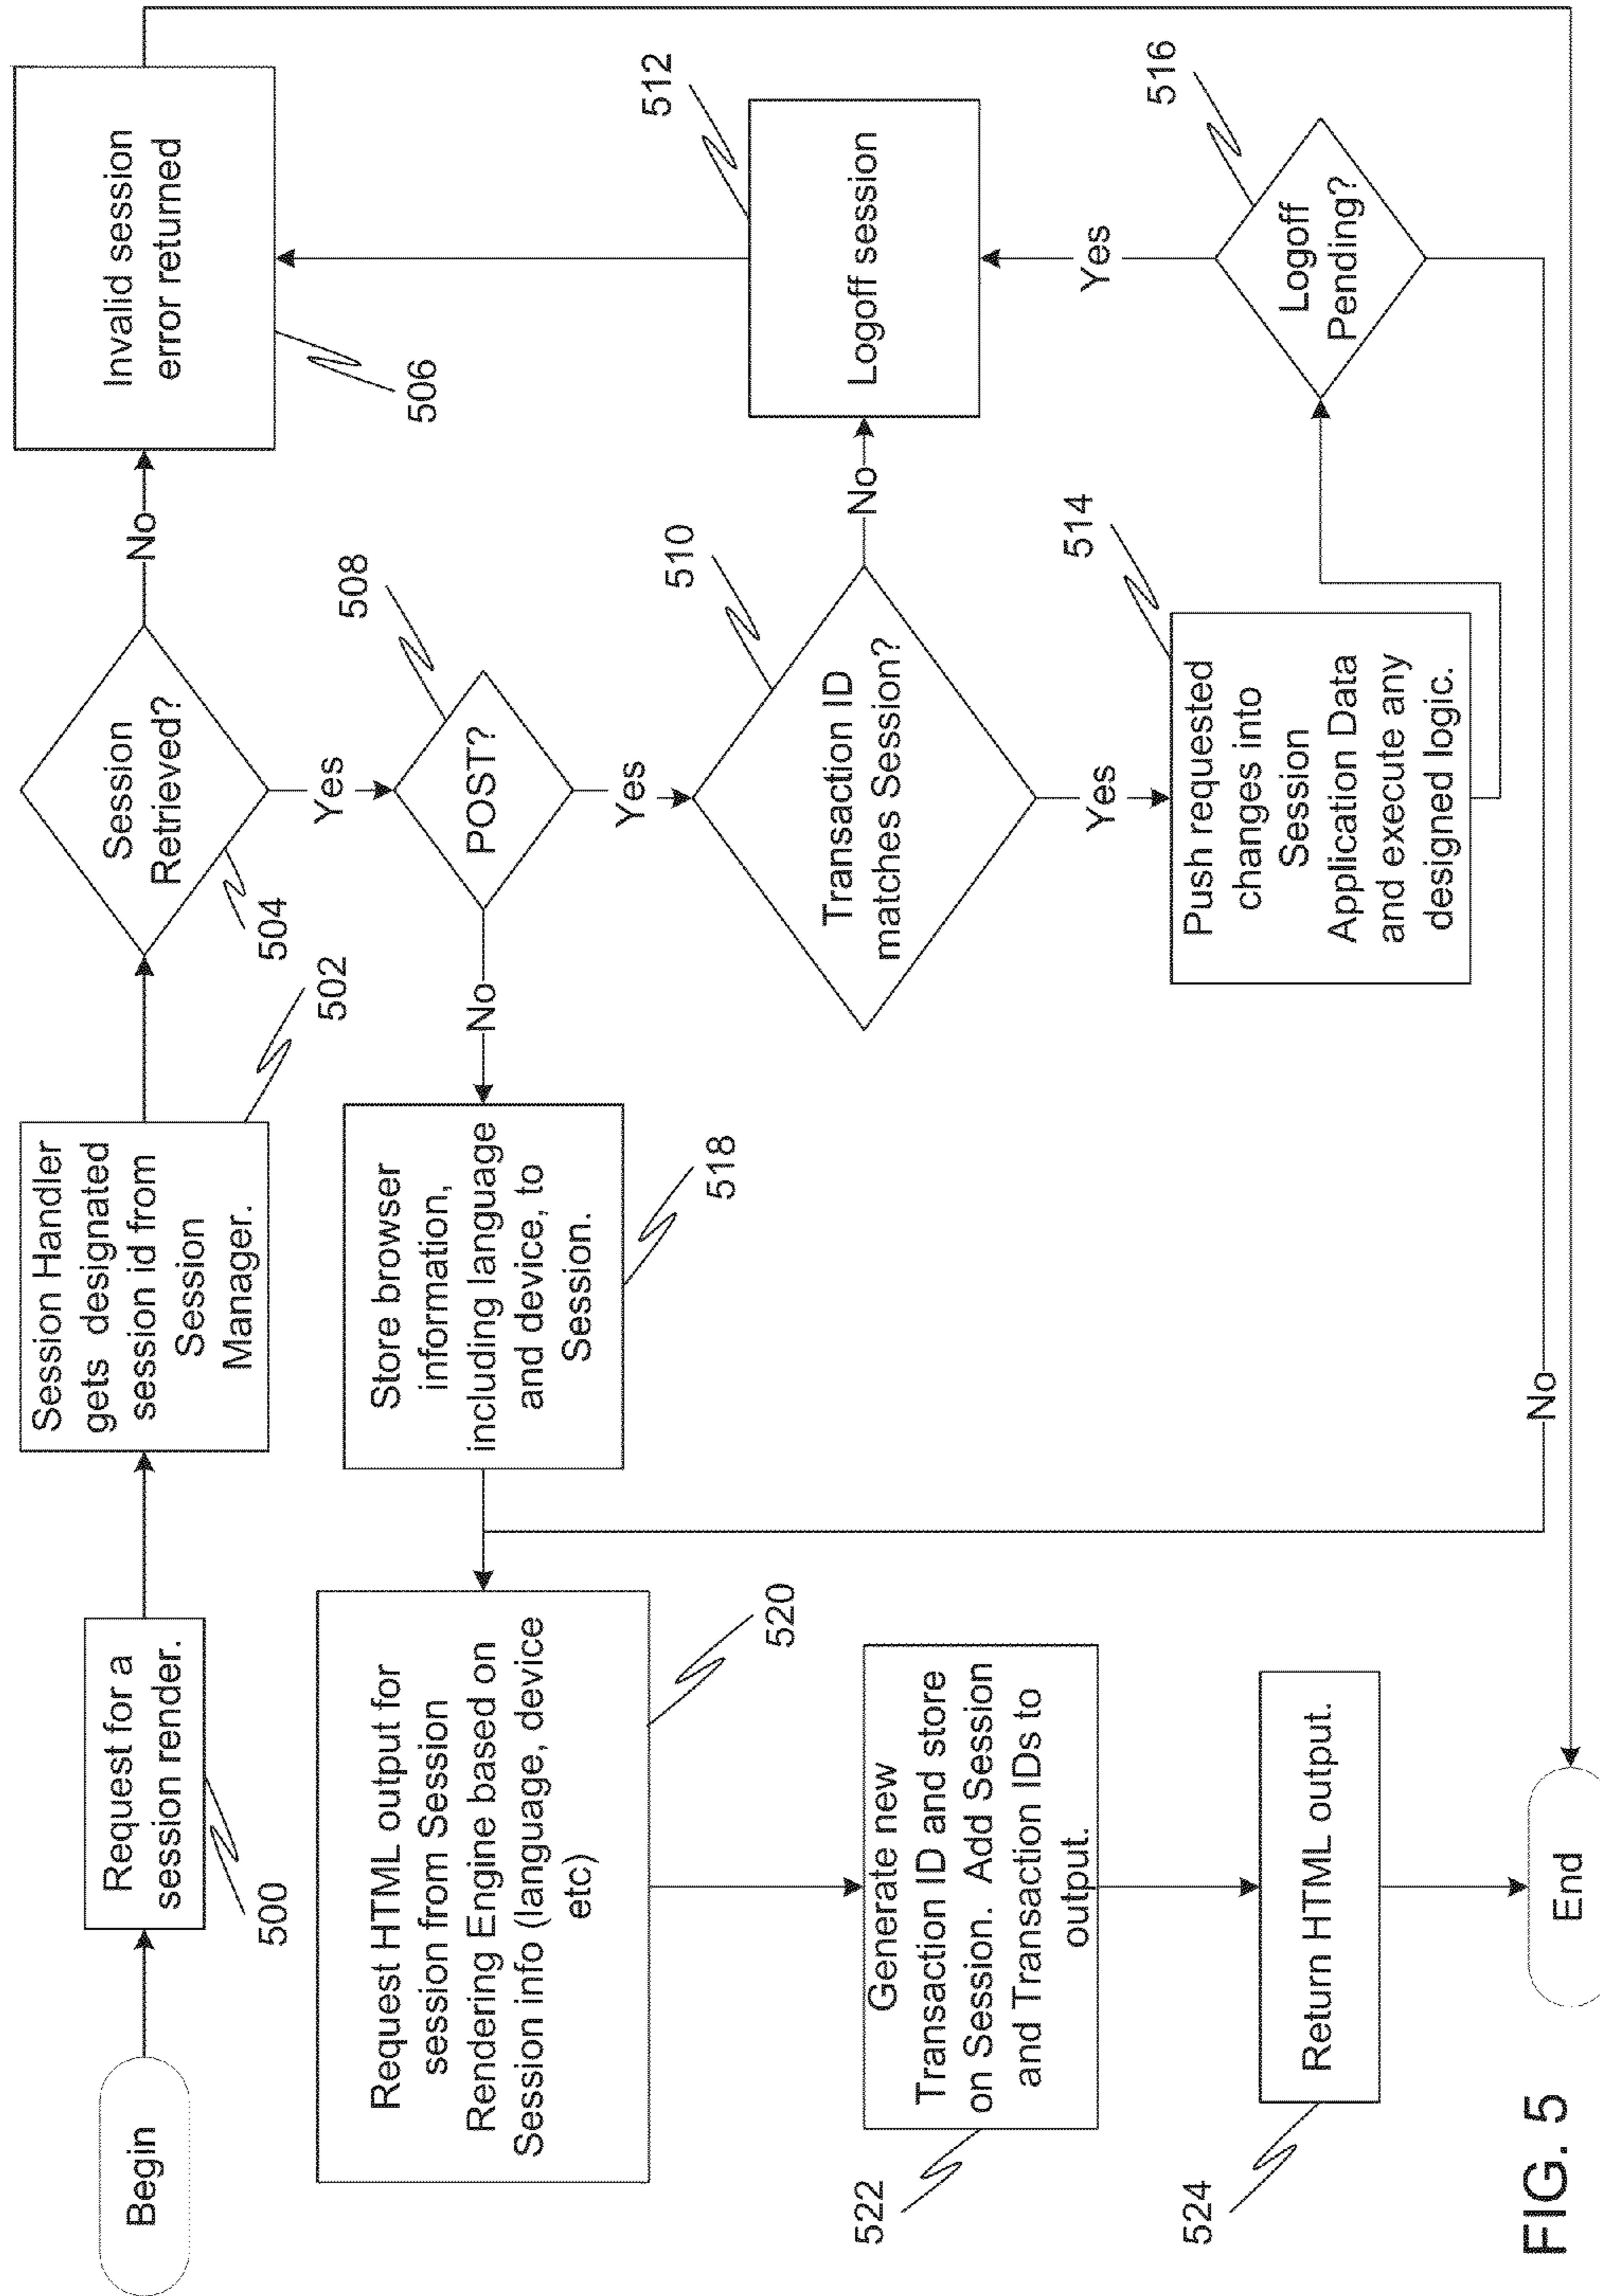 Begin
Request for a
session render.
500
Session Handler
gets designated
session id from
Session
Manager.
502
Session
Retrieved?
504
No
Invalid session
error returned
506
Yes
POST?
508
No
Store browser
information,
including language
and device, to
Session.
518
Yes
Transaction ID
matches Session?
510
No
Logoff session
512
Yes
Push requested
changes into
Session
Application Data
and execute any
designed logic.
514
Logoff
Pending?
516
Yes
No
Request HTML output for
session from Session
Rendering Engine based on
Session info (language, device
etc)
520
Generate new
Transaction ID and store
on Session. Add Session
and Transaction IDs to
output.
522
Return HTML output.
524
End
FIG. 5